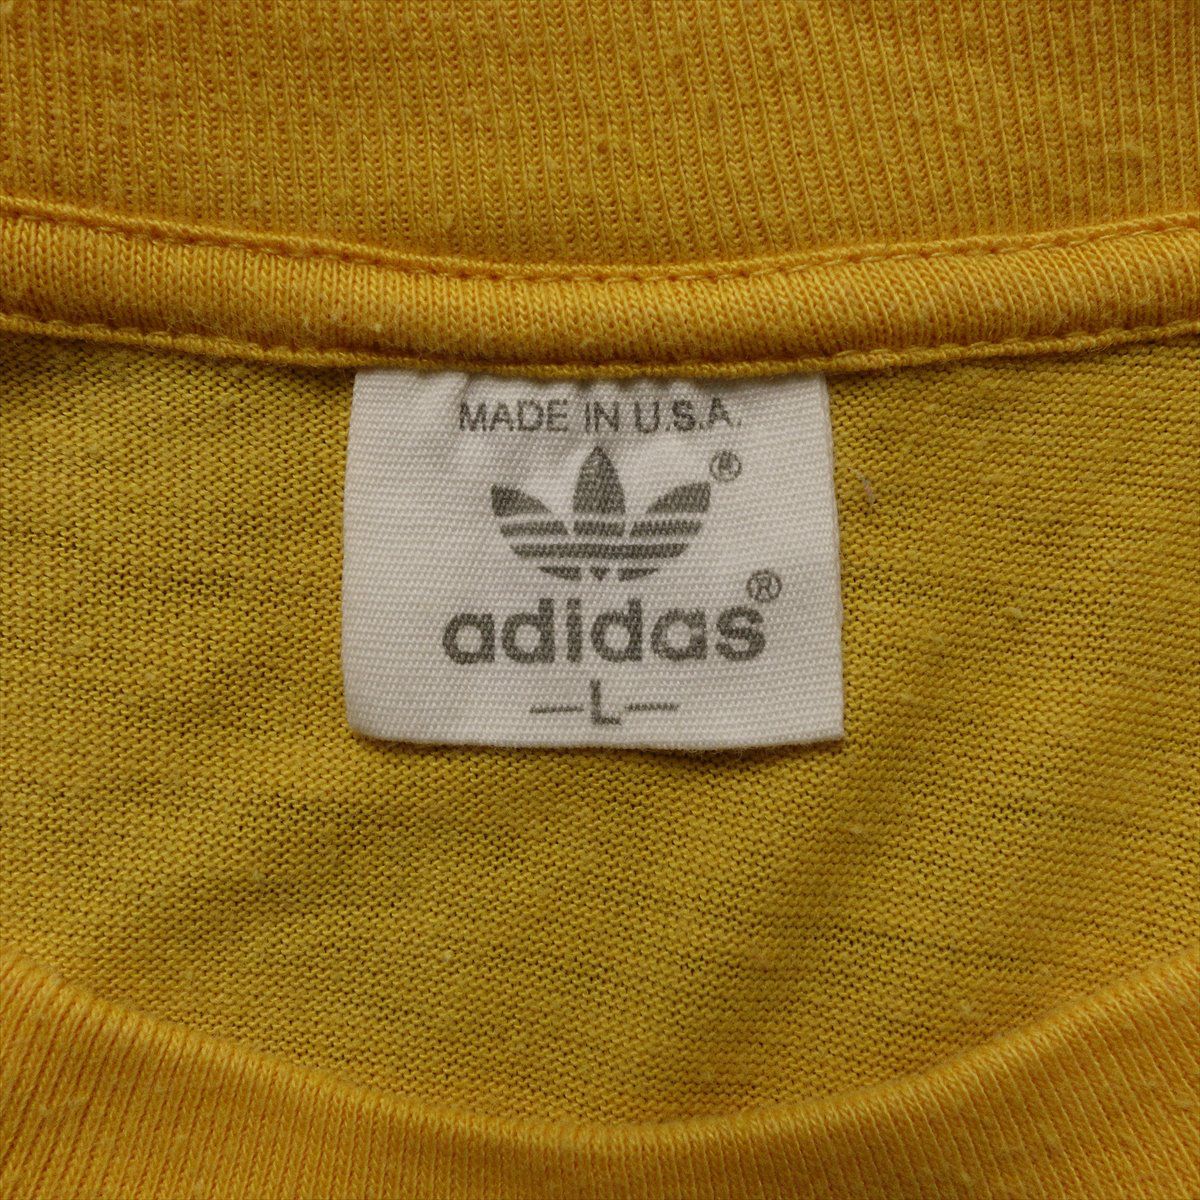 MADE IN U.S.A.
®
adidas®
—L—